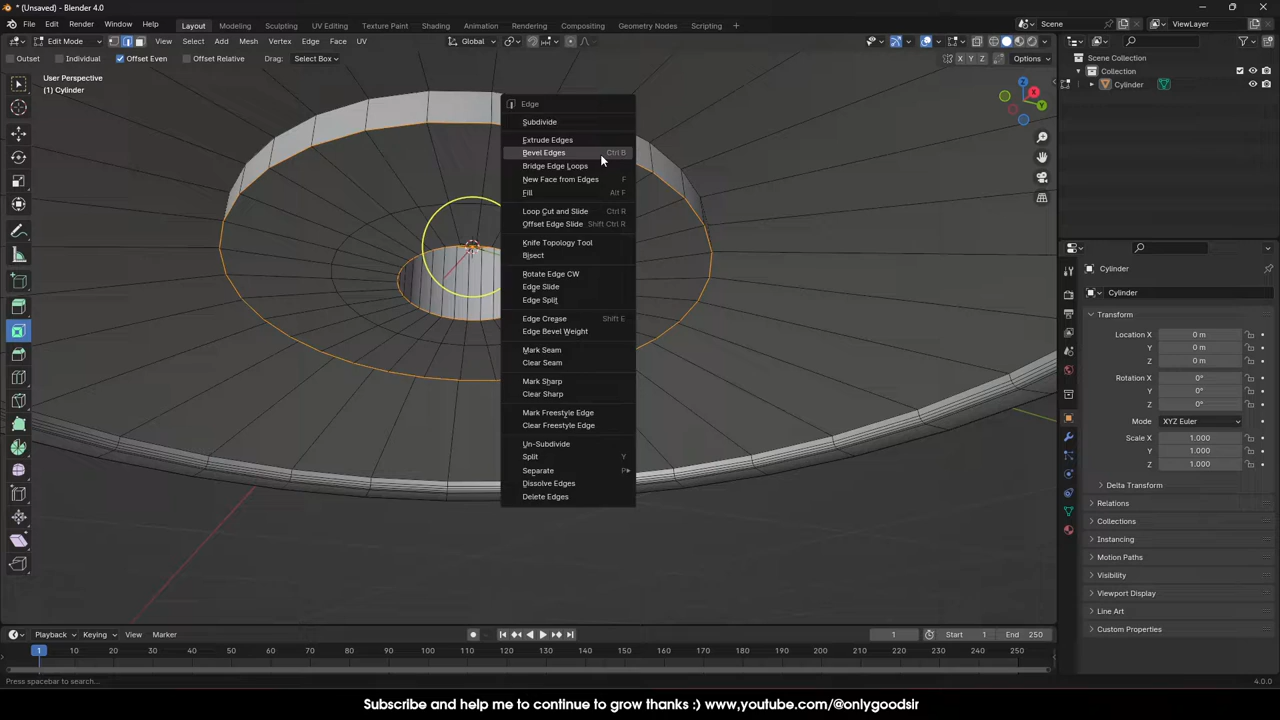 * (Unsaved) - Blender 4.0
File Edit Render Window Help Layout Modeling Sculpting UV Editing Texture Paint Shading Animation Rendering Compositing Geometry Nodes Scripting Scene ViewLayer
Edit Mode View Select Add Mesh Vertex Edge Face UV Global
Outset Individual Offset Even Offset Relative Drag: Select Box X Y Z Options
User Perspective
(1) Cylinder
Edge
Subdivide
Extrude Edges
Bevel Edges Ctrl B
Bridge Edge Loops
New Face from Edges F
Fill Alt F
Loop Cut and Slide Ctrl R
Offset Edge Slide Shift Ctrl R
Knife Topology Tool
Bisect
Rotate Edge CW
Edge Slide
Edge Split
Edge Crease Shift E
Edge Bevel Weight
Mark Seam
Clear Seam
Mark Sharp
Clear Sharp
Mark Freestyle Edge
Clear Freestyle Edge
Un-Subdivide
Split Y
Separate P
Dissolve Edges
Delete Edges
Z
X
Y
Scene Collection
Collection
Cylinder
Cylinder
Cylinder
Transform
Location X 0 m
Y 0 m
Z 0 m
Rotation X 0°
Y 0°
Z 0°
Mode XYZ Euler
Scale X 1.000
Y 1.000
Z 1.000
Delta Transform
Relations
Collections
Instancing
Motion Paths
Visibility
Viewport Display
Line Art
Custom Properties
Playback Keying View Marker 1 Start 1 End 250
1 10 20 30 40 50 60 70 80 90 100 110 120 130 140 150 160 170 180 190 200 210 220 230 240 250
Press spacebar to search... 4.0.0
Subscribe and help me to continue to grow thanks :) www,youtube.com/@onlygoodsir